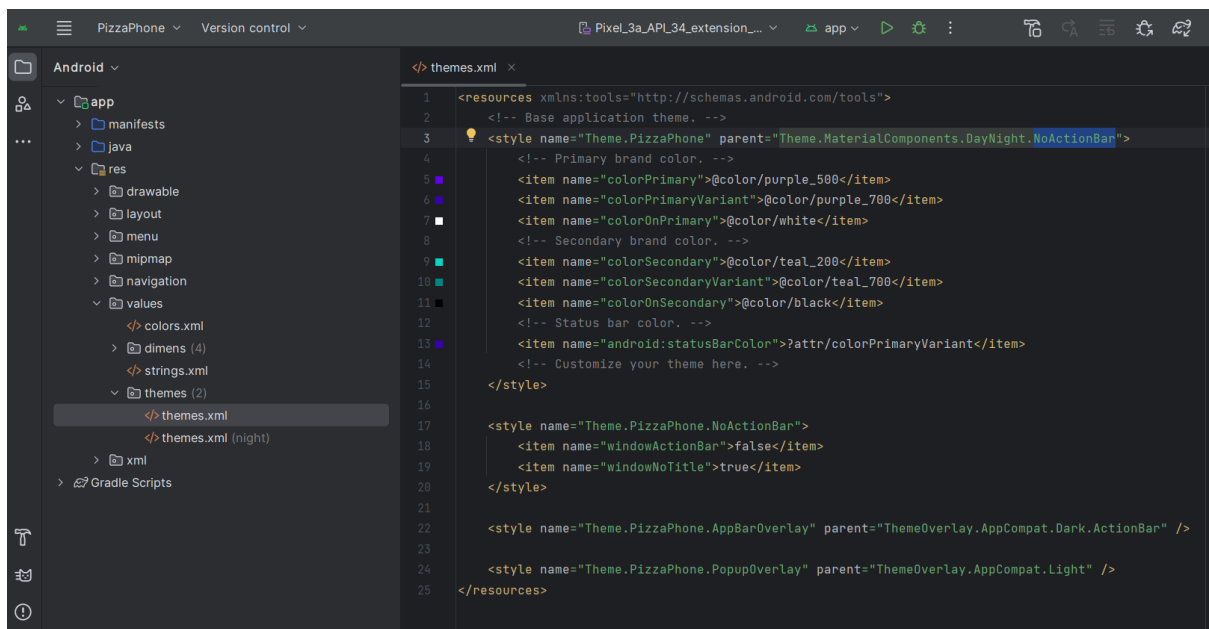 PizzaPhone Version control Pixel_3a_API_34_extension_... app
Android
app
manifests
java
res
drawable
layout
menu
mipmap
navigation
values
colors.xml
dimens (4)
strings.xml
themes (2)
themes.xml
themes.xml (night)
xml
Gradle Scripts
themes.xml
1 <resources xmlns:tools="http://schemas.android.com/tools">
2 <!-- Base application theme. -->
3 <style name="Theme.PizzaPhone" parent="Theme.MaterialComponents.DayNight.NoActionBar">
4 <!-- Primary brand color. -->
5 <item name="colorPrimary">@color/purple_500</item>
6 <item name="colorPrimaryVariant">@color/purple_700</item>
7 <item name="colorOnPrimary">@color/white</item>
8 <!-- Secondary brand color. -->
9 <item name="colorSecondary">@color/teal_200</item>
10 <item name="colorSecondaryVariant">@color/teal_700</item>
11 <item name="colorOnSecondary">@color/black</item>
12 <!-- Status bar color. -->
13 <item name="android:statusBarColor">?attr/colorPrimaryVariant</item>
14 <!-- Customize your theme here. -->
15 </style>
16
17 <style name="Theme.PizzaPhone.NoActionBar">
18 <item name="windowActionBar">false</item>
19 <item name="windowNoTitle">true</item>
20 </style>
21
22 <style name="Theme.PizzaPhone.AppBarOverlay" parent="ThemeOverlay.AppCompat.Dark.ActionBar" />
23
24 <style name="Theme.PizzaPhone.PopupOverlay" parent="ThemeOverlay.AppCompat.Light" />
25 </resources>